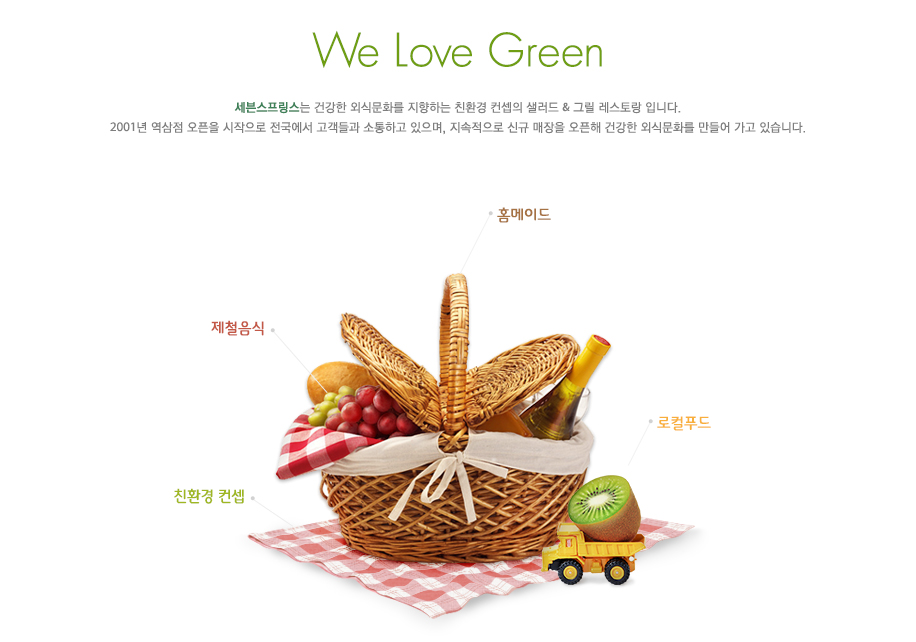 We Love Green
세븐스프링스는 건강한 외식문화를 지향하는 친환경 컨셉의 샐러드 & 그릴 레스토랑 입니다.
2001년 역삼점 오픈을 시작으로 전국에서 고객들과 소통하고 있으며, 지속적으로 신규 매장을 오픈해 건강한 외식문화를 만들어 가고 있습니다.
홈메이드
제철음식
로컬푸드
친환경 컨셉